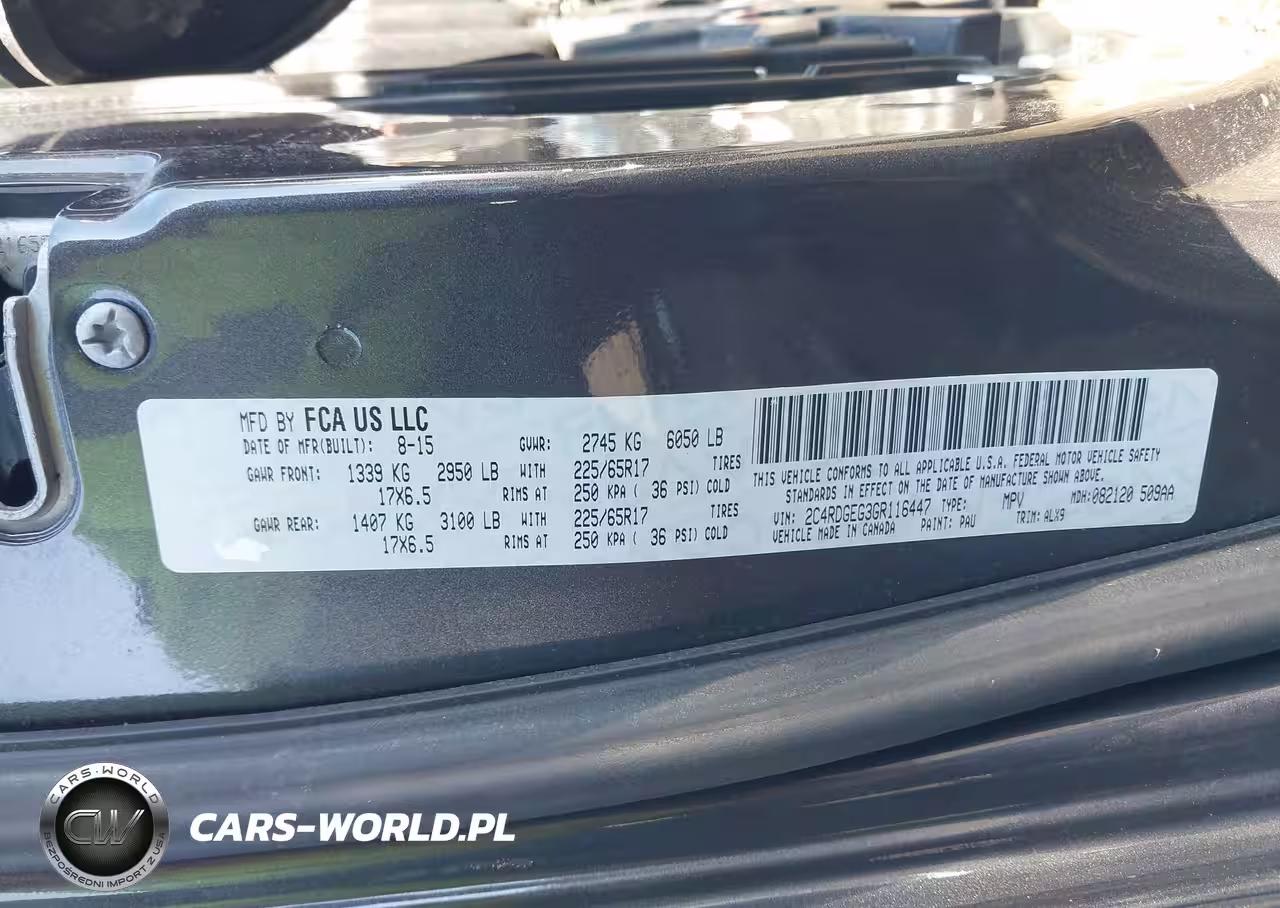 MFD BY FCA US LLC
DATE OF MFR(BUILT): 8-15 GVWR: 2745 KG 6050 LB
GAWR FRONT: 1339 KG 2950 LB WITH 225/65R17 TIRES
17X6.5 RIMS AT 250 KPA ( 36 PSI) COLD
GAWR REAR: 1407 KG 3100 LB WITH 225/65R17 TIRES
17X6.5 RIMS AT 250 KPA ( 36 PSI) COLD
THIS VEHICLE CONFORMS TO ALL APPLICABLE U.S.A. FEDERAL MOTOR VEHICLE SAFETY
STANDARDS IN EFFECT ON THE DATE OF MANUFACTURE SHOWN ABOVE.
VIN: 2C4RDGEG3GR116447 TYPE: MPV MDH:082120 509AA
VEHICLE MADE IN CANADA PAINT: PAU TRIM: ALX9
CARS-WORLD
CW
BEZPOŚREDNI IMPORT Z USA
CARS-WORLD.PL